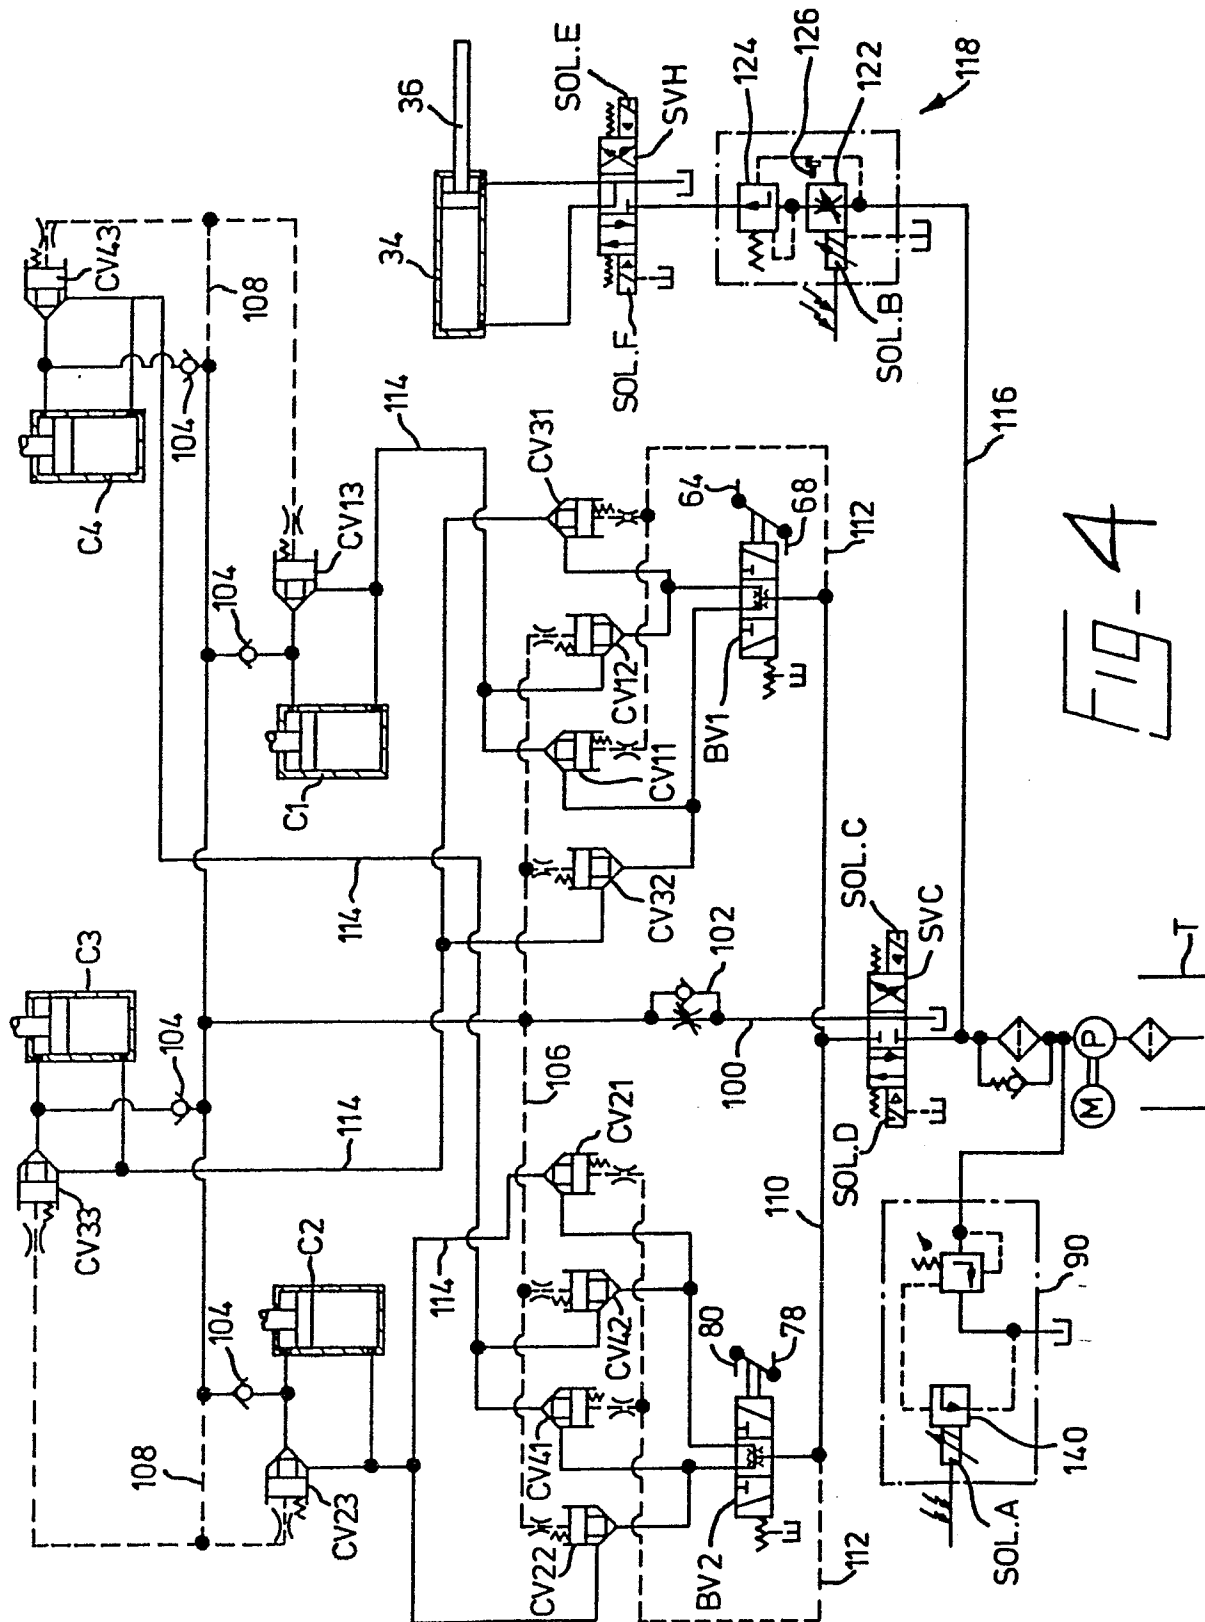 36
34
SOL.E
SVH
SOL.F
124
126
122
118
SOL.B
116
CV43
108
C4
104
CV13
104
C1
114
CV31
64
68
CV12
CV11
BV1
112
CV32
114
C3
104
CV33
114
106
102
100
SOL.C
SVC
SOL.D
T
P
M
C2
104
108
CV23
114
CV21
CV42
CV41
CV22
80
78
BV2
110
112
90
140
SOL.A
FIG-4